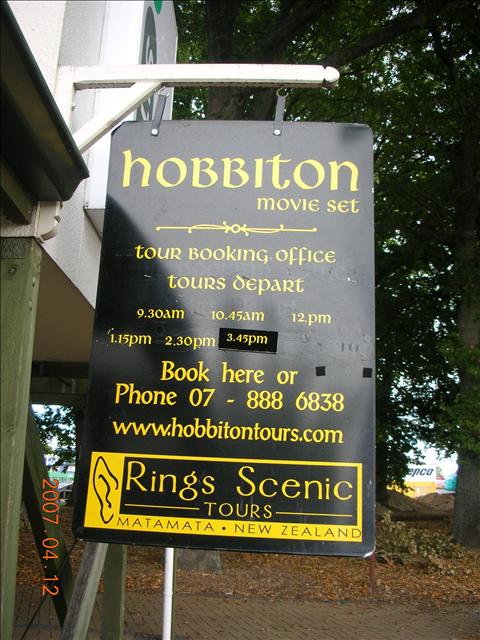 hobbiton
movie set
tour booking office
tours depart
9.30am 10.45am 12.pm
1.15pm 2.30pm 3.45pm
Book here or
Phone 07 - 888 6838
www.hobbitontours.com
Rings Scenic
TOURS
MATAMATA • NEW ZEALAND
epco
2007.04.12